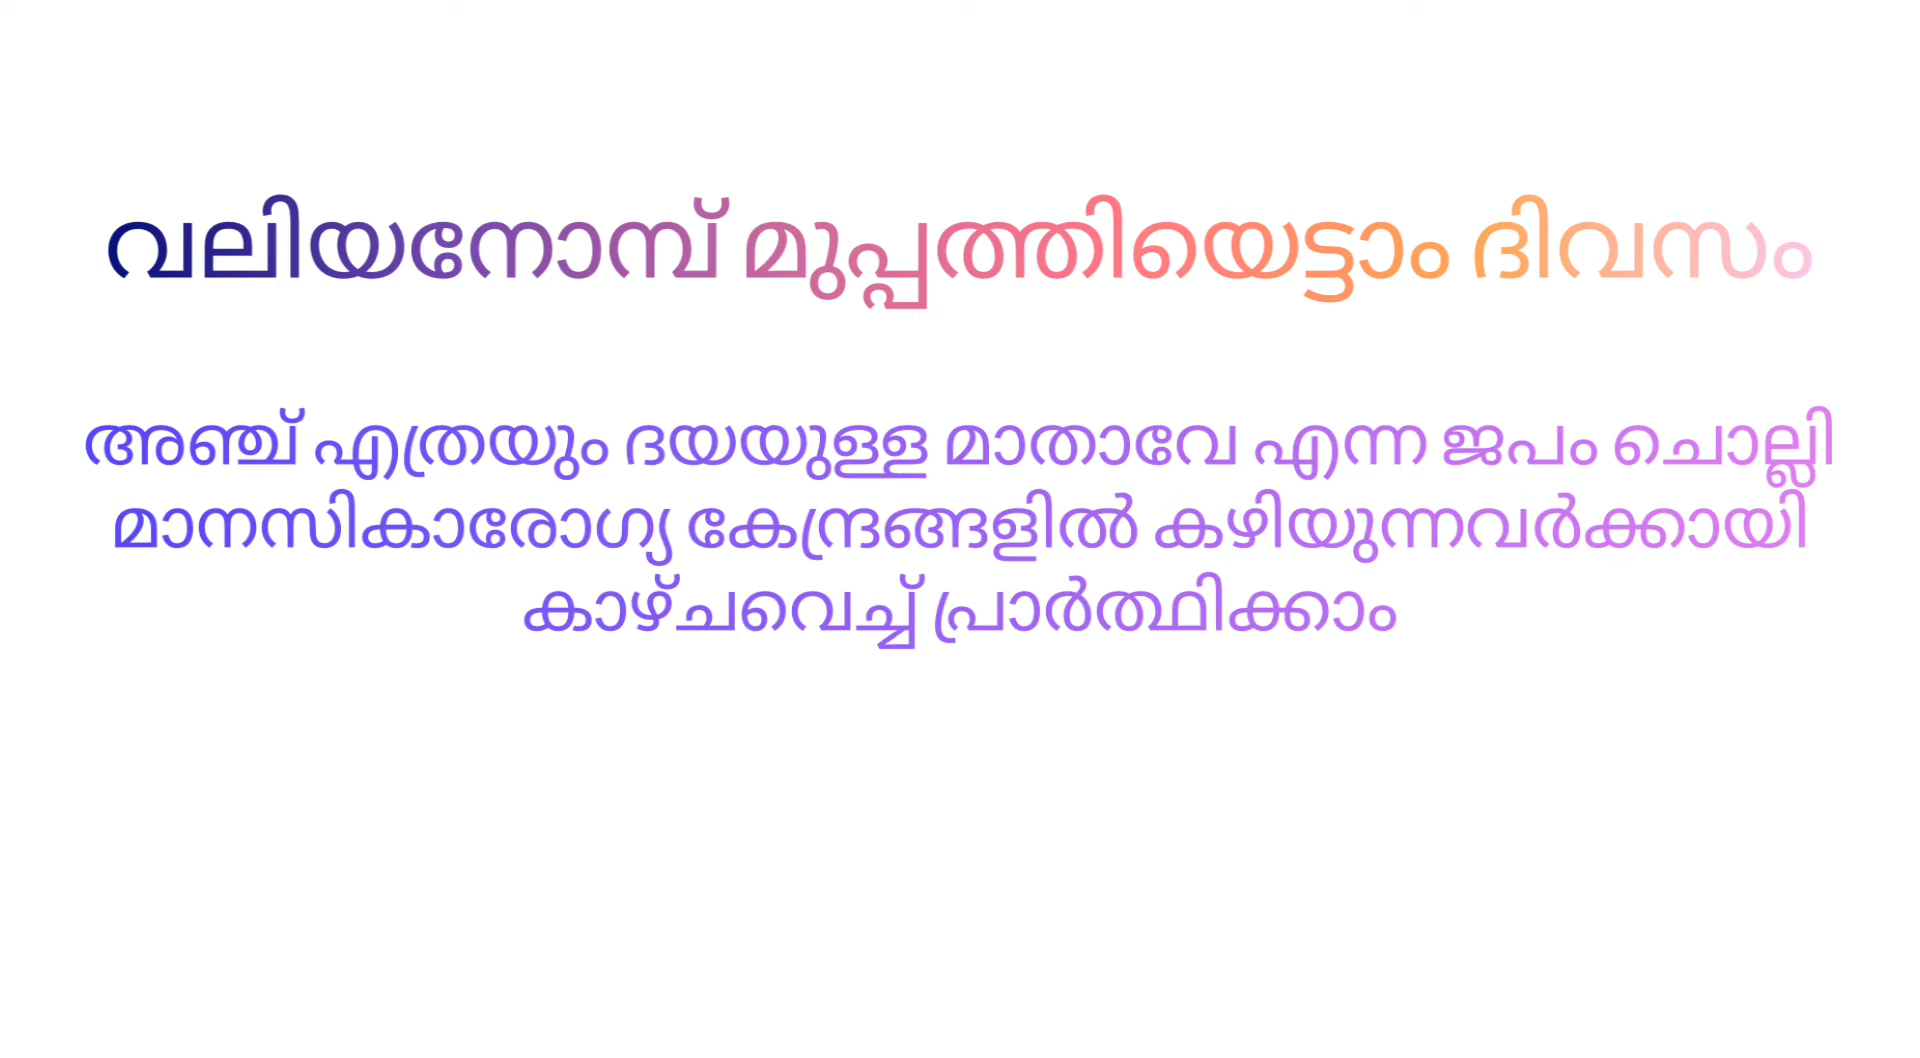 വലിയനോമ്പ് മുപ്പത്തിയെട്ടാം ദിവസം
അഞ്ച് എത്രയും ദയയുള്ള മാതാവേ എന്ന ജപം ചൊല്ലി
മാനസികാരോഗ്യ കേന്ദ്രങ്ങളിൽ കഴിയുന്നവർക്കായി
കാഴ്ചവെച്ച് പ്രാർത്ഥിക്കാം